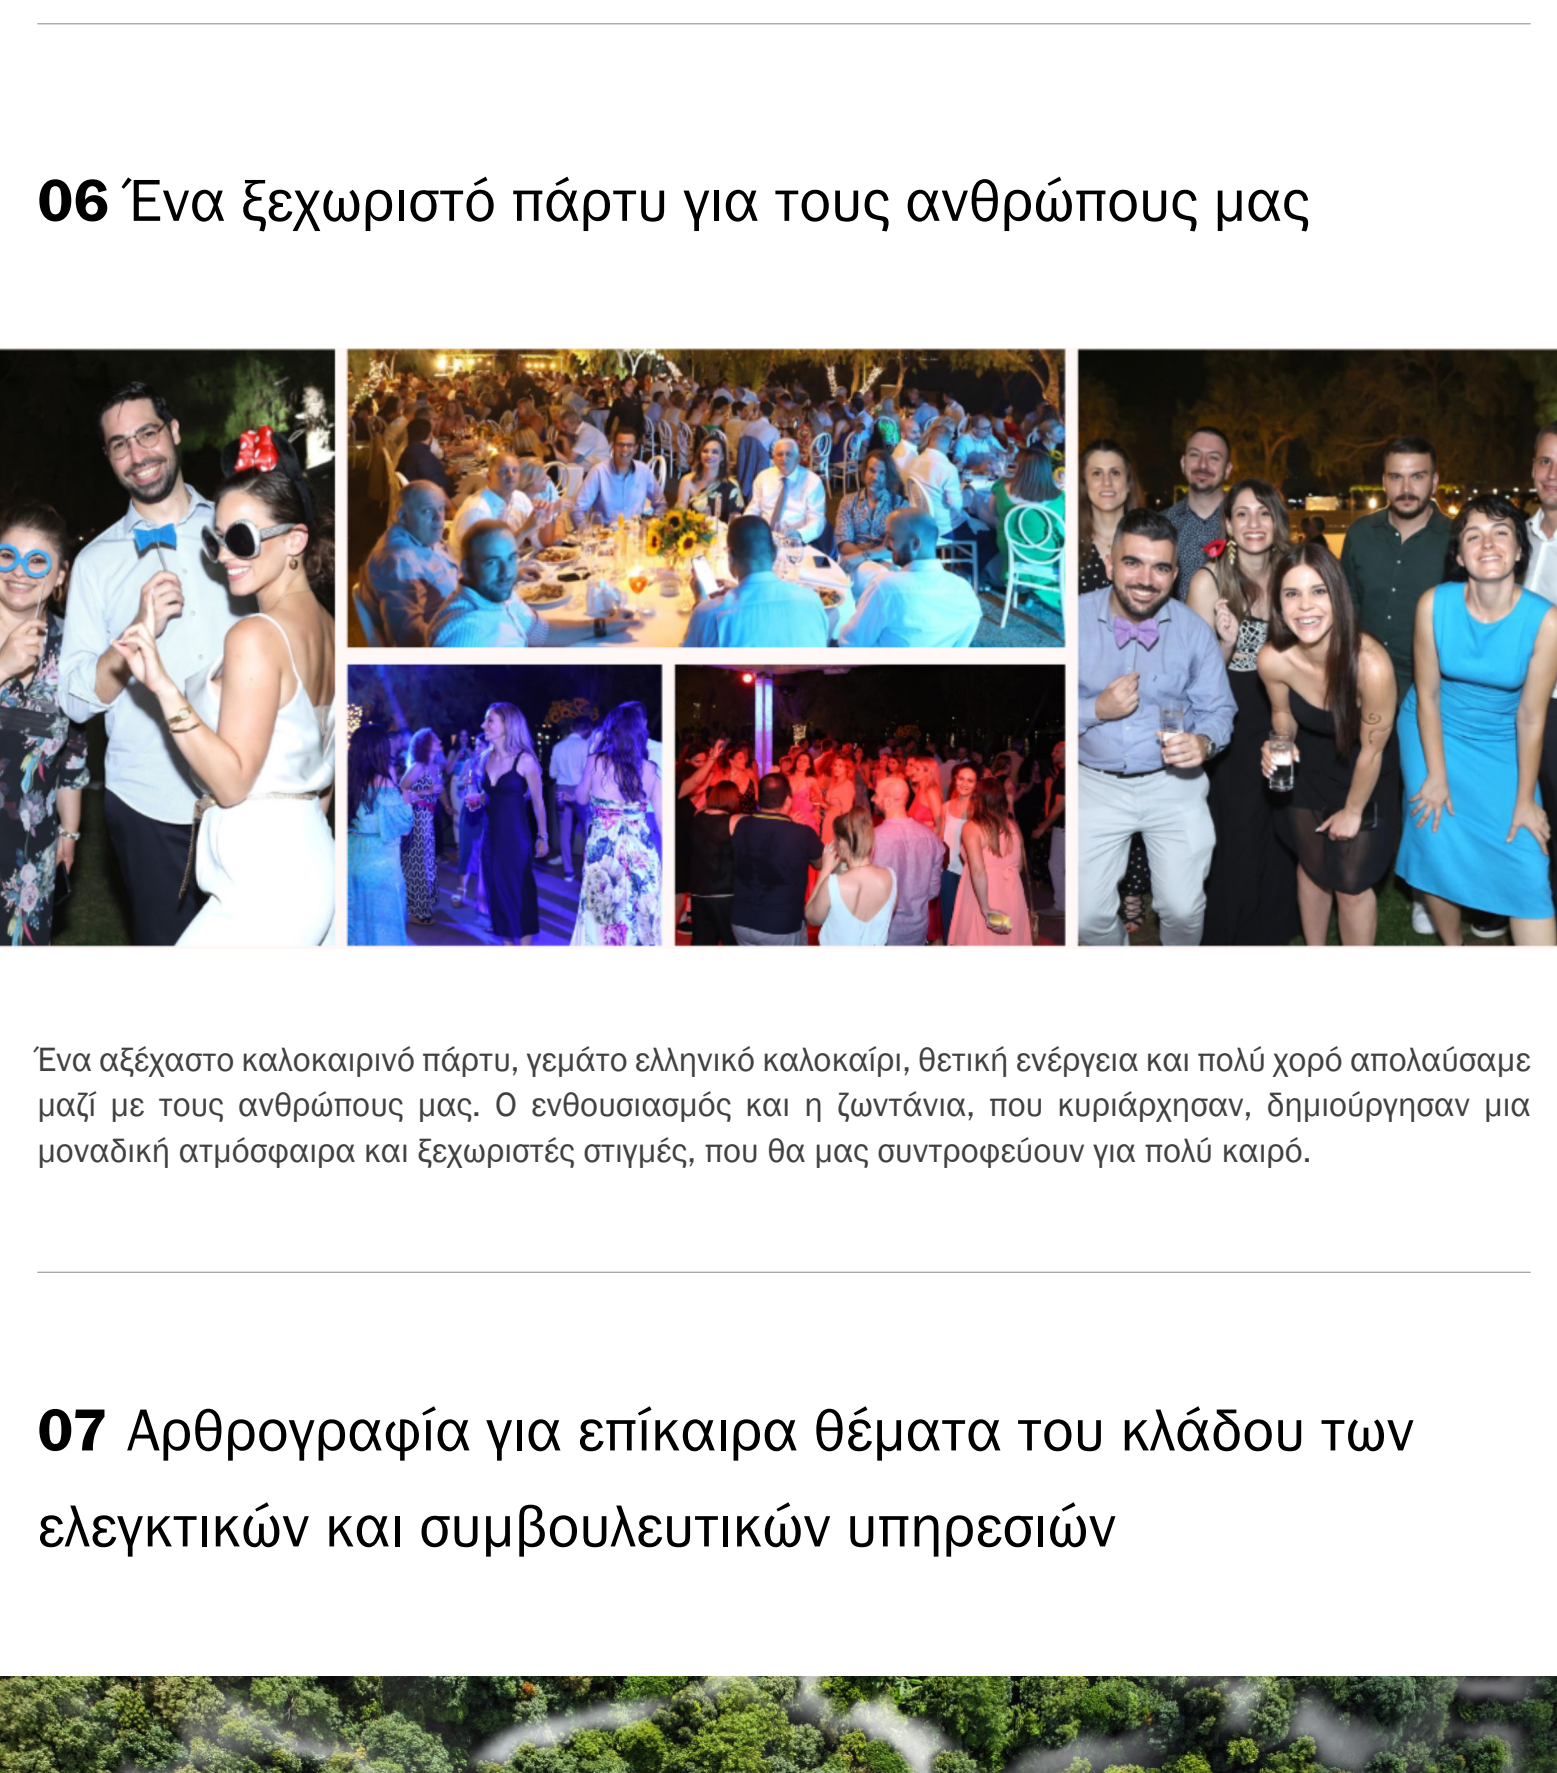 06 Ένα ξεχωριστό πάρτυ για τους ανθρώπους μας
Ένα αξέχαστο καλοκαιρινό πάρτυ, γεμάτο ελληνικό καλοκαίρι, θετική ενέργεια και πολύ χορό απολαύσαμε
μαζί με τους ανθρώπους μας. Ο ενθουσιασμός και η ζωντάνια, που κυριάρχησαν, δημιούργησαν μια
μοναδική ατμόσφαιρα και ξεχωριστές στιγμές, που θα μας συντροφεύουν για πολύ καιρό.
07 Αρθρογραφία για επίκαιρα θέματα του κλάδου των
ελεγκτικών και συμβουλευτικών υπηρεσιών